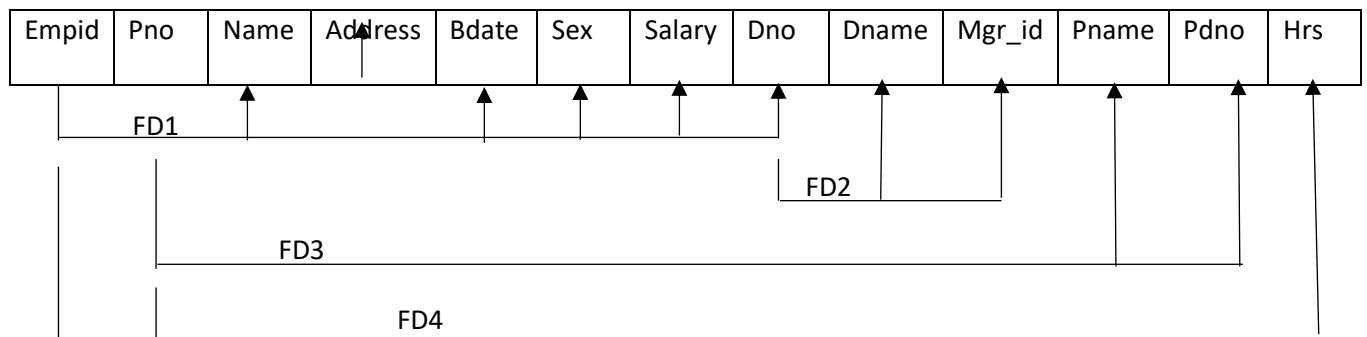 Empid Pno Name Address Bdate Sex Salary Dno Dname Mgr_id Pname Pdno Hrs
FD1
FD2
FD3
FD4